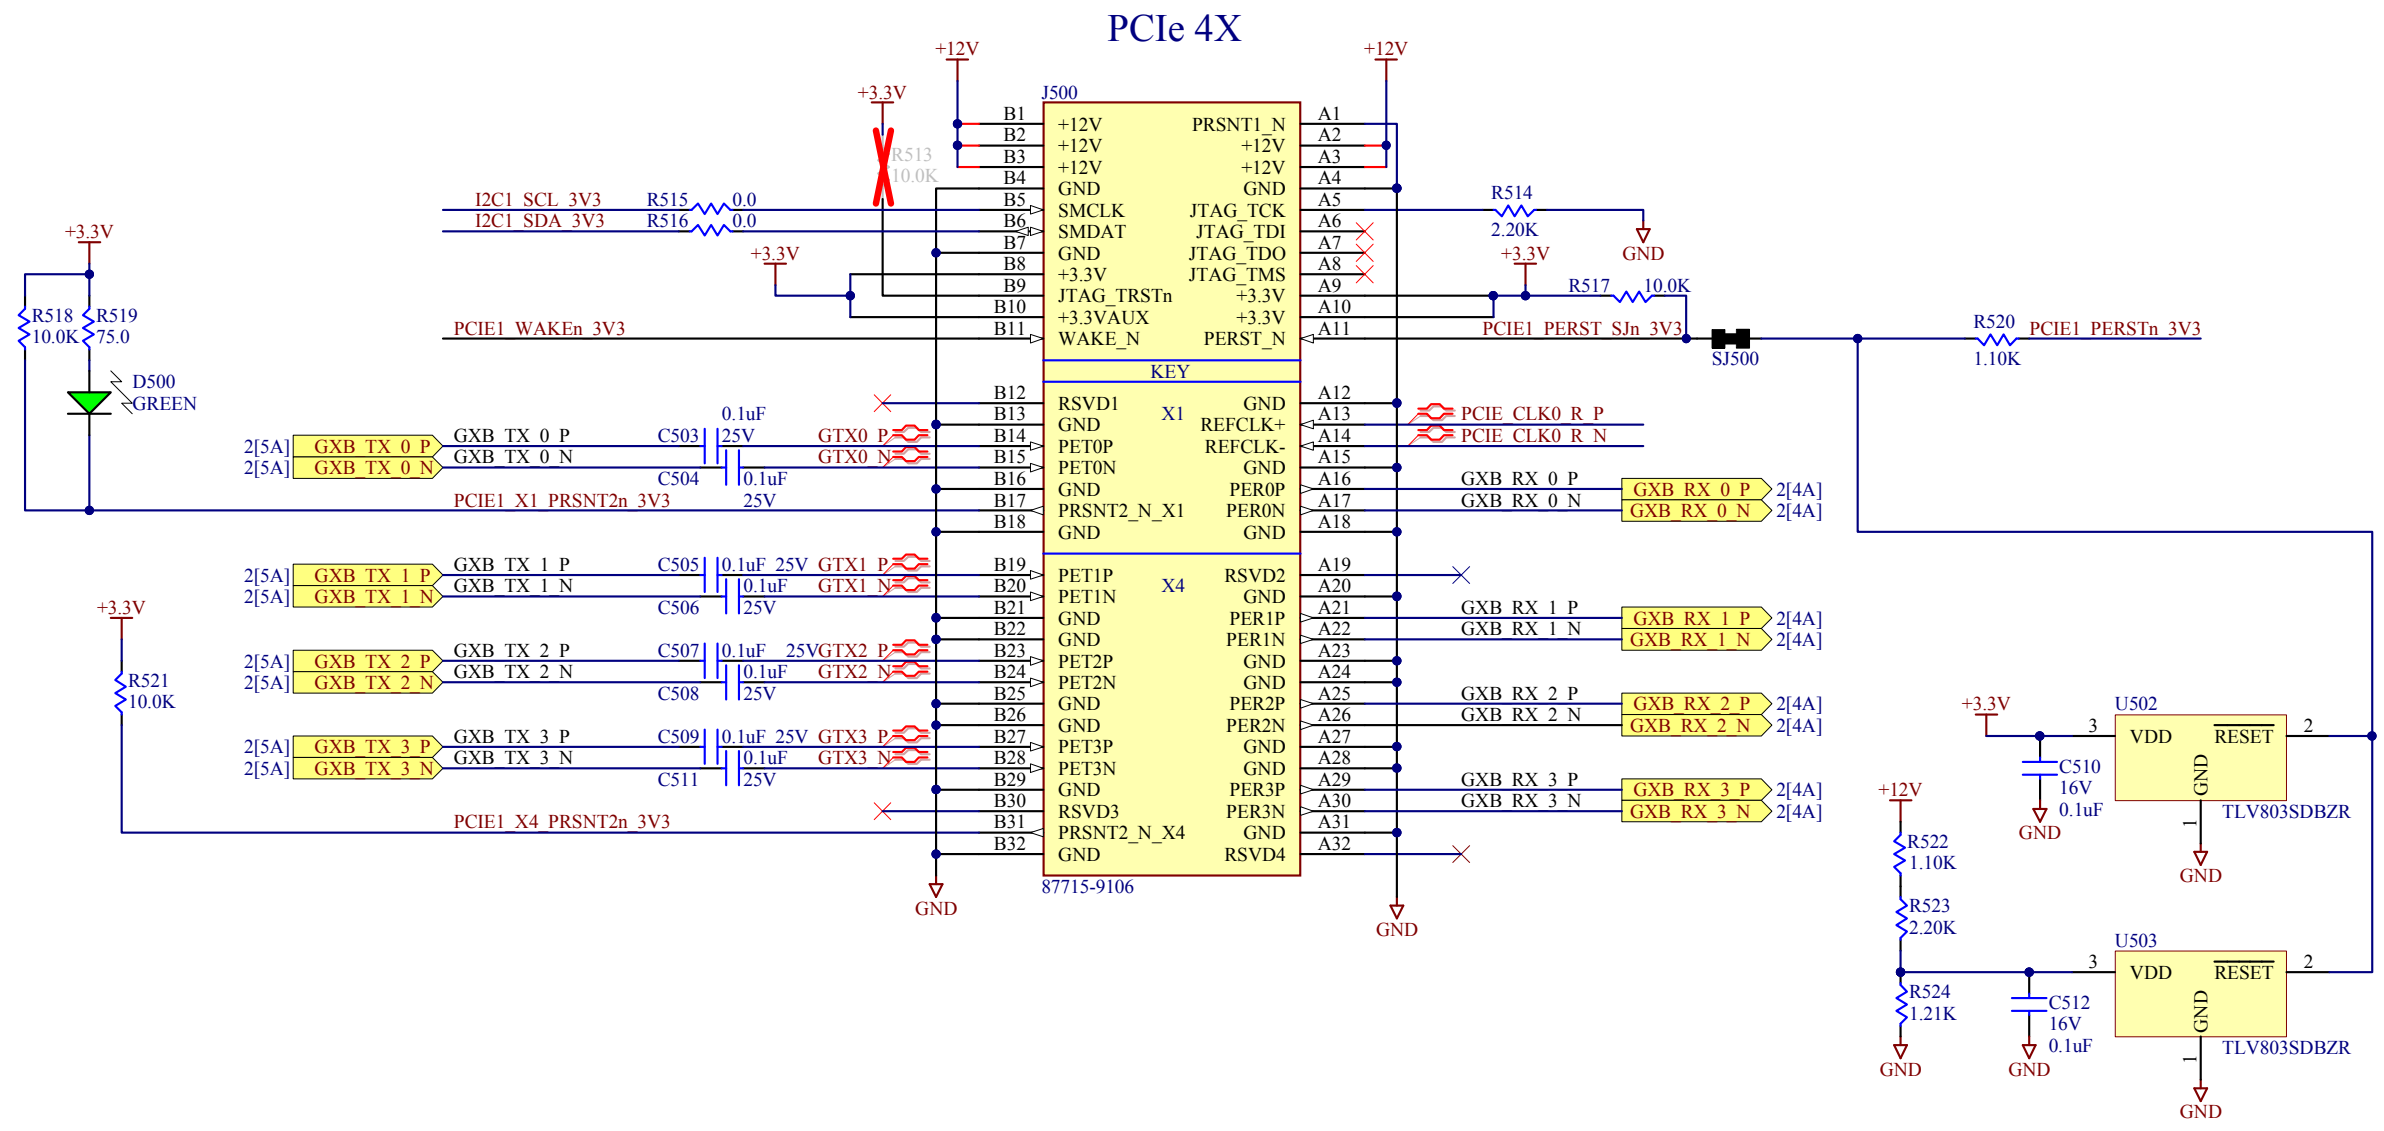 PCIe 4X
+12V
+12V
+3.3V
J500
R513
10.0K
B1
B2
B3
B4
B5
B6
B7
B8
B9
B10
B11
+12V
+12V
+12V
GND
SMCLK
SMDAT
GND
+3.3V
JTAG_TRSTn
+3.3VAUX
WAKE_N
PRSNT1_N
+12V
+12V
GND
JTAG_TCK
JTAG_TDI
JTAG_TDO
JTAG_TMS
+3.3V
+3.3V
PERST_N
A1
A2
A3
A4
A5
A6
A7
A8
A9
A10
A11
I2C1_SCL_3V3
R515
0.0
I2C1_SDA_3V3
R516
0.0
+3.3V
PCIE1_WAKEn_3V3
R514
2.20K
GND
+3.3V
R517
10.0K
PCIE1_PERST_SJn_3V3
SJ500
R520
1.10K
PCIE1_PERSTn_3V3
+3.3V
R518
10.0K
R519
75.0
D500
GREEN
KEY
B12
B13
B14
B15
B16
B17
B18
RSVD1
GND
PET0P
PET0N
GND
PRSNT2_N_X1
GND
X1
GND
REFCLK+
REFCLK-
GND
PER0P
PER0N
GND
A12
A13
A14
A15
A16
A17
A18
2[5A]
GXB_TX_0_P
GXB_TX_0_P
C503
0.1uF
25V
GTX0_P
2[5A]
GXB_TX_0_N
GXB_TX_0_N
C504
0.1uF
25V
GTX0_N
PCIE1_X1_PRSNT2n_3V3
PCIE_CLK0_R_P
PCIE_CLK0_R_N
GXB_RX_0_P
GXB_RX_0_P
2[4A]
GXB_RX_0_N
GXB_RX_0_N
2[4A]
B19
B20
B21
B22
B23
B24
B25
B26
B27
B28
B29
B30
B31
B32
PET1P
PET1N
GND
GND
PET2P
PET2N
GND
GND
PET3P
PET3N
GND
RSVD3
PRSNT2_N_X4
GND
X4
RSVD2
GND
PER1P
PER1N
GND
GND
PER2P
PER2N
GND
GND
PER3P
PER3N
GND
RSVD4
A19
A20
A21
A22
A23
A24
A25
A26
A27
A28
A29
A30
A31
A32
2[5A]
GXB_TX_1_P
GXB_TX_1_P
C505
0.1uF 25V
GTX1_P
2[5A]
GXB_TX_1_N
GXB_TX_1_N
C506
0.1uF
25V
GTX1_N
2[5A]
GXB_TX_2_P
GXB_TX_2_P
C507
0.1uF 25V
GTX2_P
2[5A]
GXB_TX_2_N
GXB_TX_2_N
C508
0.1uF
25V
GTX2_N
2[5A]
GXB_TX_3_P
GXB_TX_3_P
C509
0.1uF 25V
GTX3_P
2[5A]
GXB_TX_3_N
GXB_TX_3_N
C511
0.1uF
25V
GTX3_N
+3.3V
R521
10.0K
PCIE1_X4_PRSNT2n_3V3
GND
87715-9106
GND
GXB_RX_1_P
GXB_RX_1_P
2[4A]
GXB_RX_1_N
GXB_RX_1_N
2[4A]
GXB_RX_2_P
GXB_RX_2_P
2[4A]
GXB_RX_2_N
GXB_RX_2_N
2[4A]
GXB_RX_3_P
GXB_RX_3_P
2[4A]
GXB_RX_3_N
GXB_RX_3_N
2[4A]
+3.3V
C510
16V
0.1uF
GND
U502
3
VDD
RESET
2
GND
1
TLV803SDBZR
GND
+12V
R522
1.10K
R523
2.20K
R524
1.21K
GND
C512
16V
0.1uF
GND
U503
3
VDD
RESET
2
GND
1
TLV803SDBZR
GND